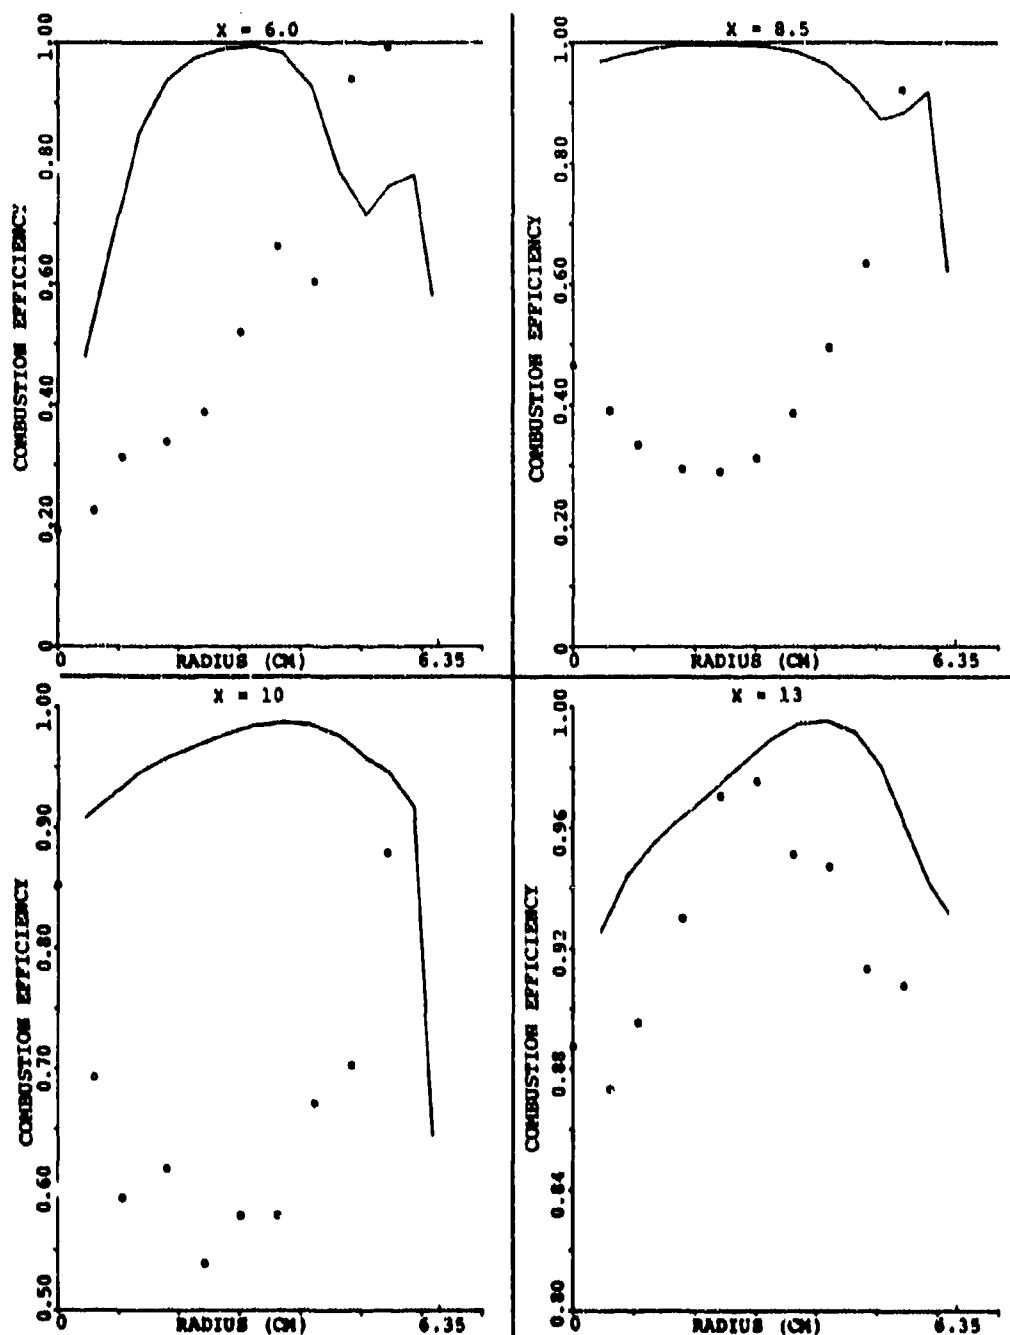 X = 6.0
1.00
0.80
0.60
0.40
0.20
0
COMBUSTION EFFICIENCY
0
RADIUS (CM)
6.35
X = 8.5
1.00
0.80
0.60
0.40
0.20
0
COMBUSTION EFFICIENCY
0
RADIUS (CM)
6.35
X = 10
1.00
0.90
0.80
0.70
0.60
0.50
COMBUSTION EFFICIENCY
0
RADIUS (CM)
6.35
X = 13
1.00
0.96
0.92
0.88
0.84
0.80
COMBUSTION EFFICIENCY
0
RADIUS (CM)
6.35